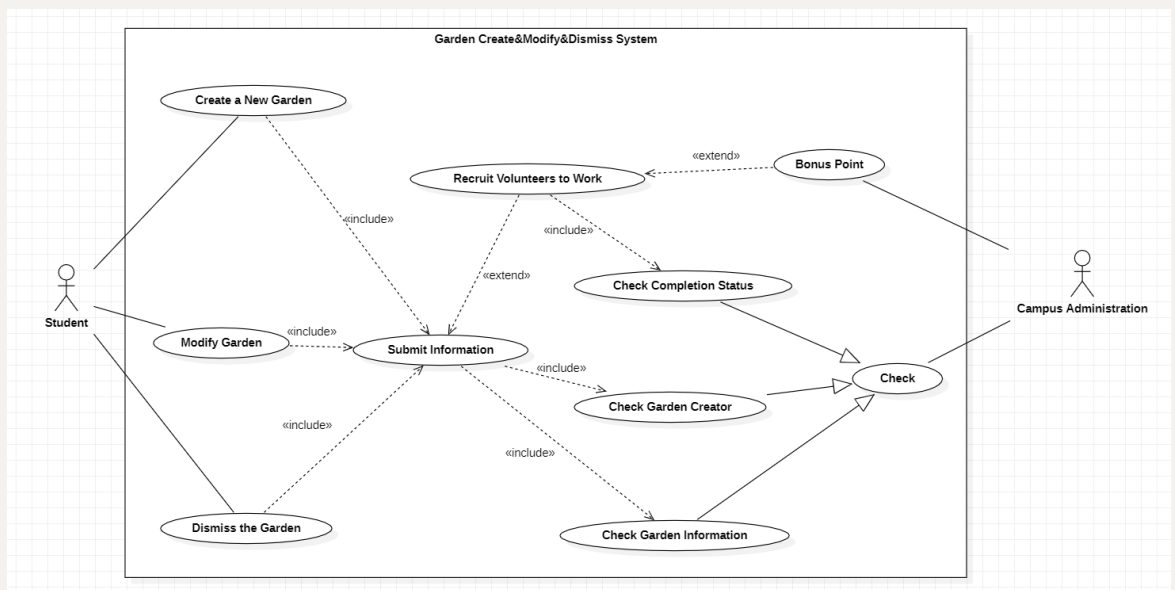 Garden Create&Modify&Dismiss System
Create a New Garden
«extend»
Bonus Point
Recruit Volunteers to Work
«include»
«include»
«extend»
Check Completion Status
Student
Campus Administration
Modify Garden
«include»
Submit Information
«include»
Check
Check Garden Creator
«include»
«include»
Dismiss the Garden
Check Garden Information